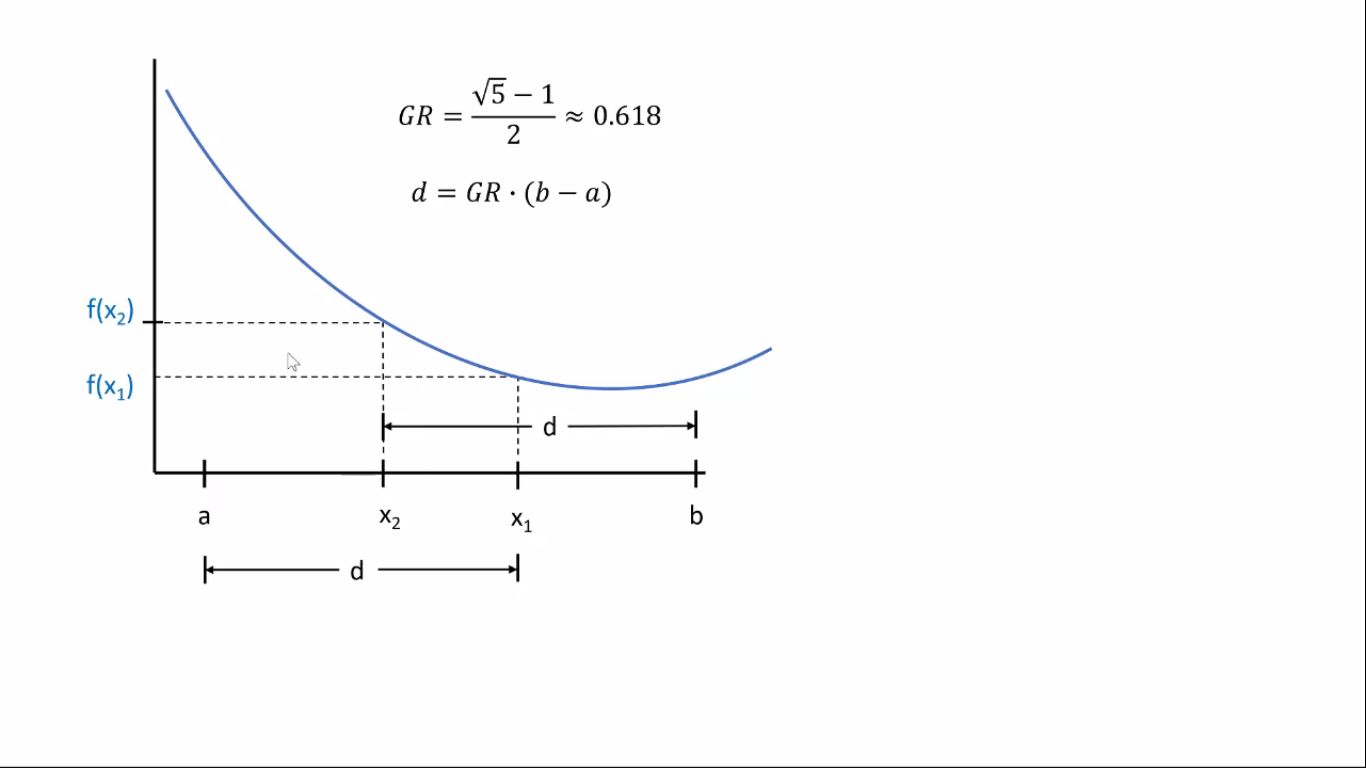 GR = (√5 − 1)/2 ≈ 0.618
d = GR · (b − a)
f(x₂)
f(x₁)
d
a x₂ x₁ b
d